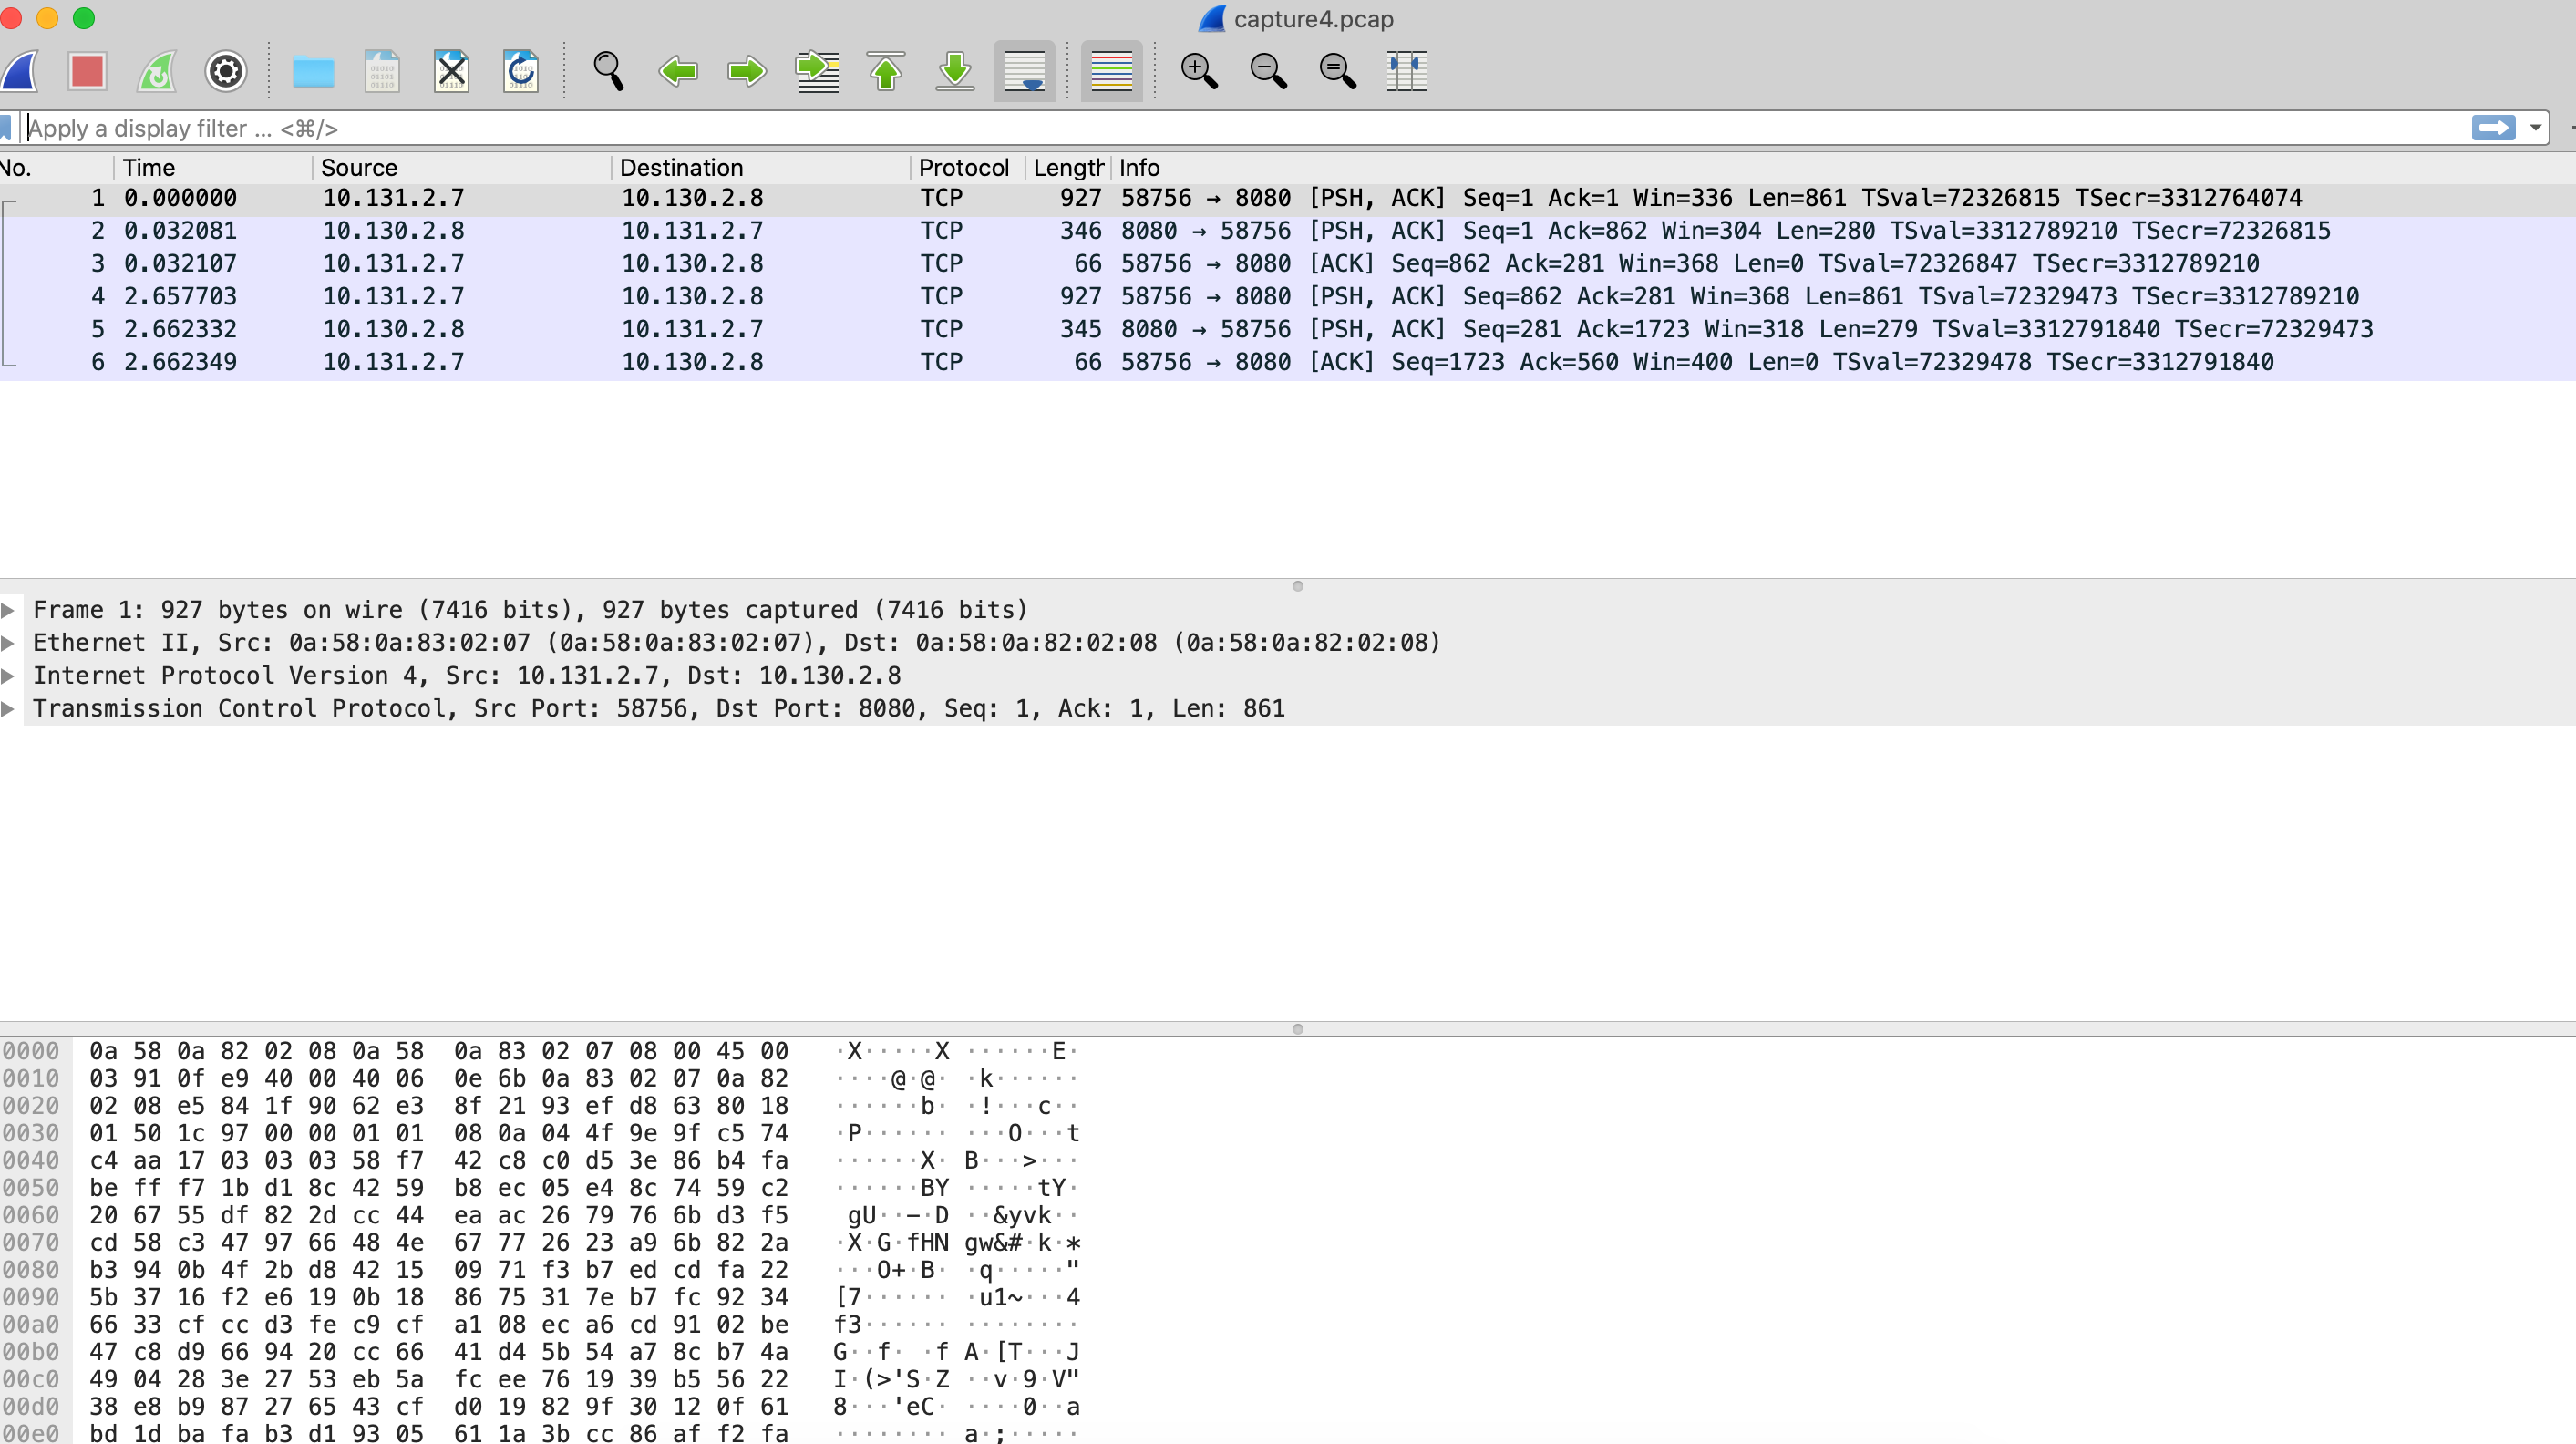 capture4.pcap
Apply a display filter ... <⌘/>
No. Time Source Destination Protocol Length Info
1 0.000000 10.131.2.7 10.130.2.8 TCP 927 58756 → 8080 [PSH, ACK] Seq=1 Ack=1 Win=336 Len=861 TSval=72326815 TSecr=3312764074
2 0.032081 10.130.2.8 10.131.2.7 TCP 346 8080 → 58756 [PSH, ACK] Seq=1 Ack=862 Win=304 Len=280 TSval=3312789210 TSecr=72326815
3 0.032107 10.131.2.7 10.130.2.8 TCP 66 58756 → 8080 [ACK] Seq=862 Ack=281 Win=368 Len=0 TSval=72326847 TSecr=3312789210
4 2.657703 10.131.2.7 10.130.2.8 TCP 927 58756 → 8080 [PSH, ACK] Seq=862 Ack=281 Win=368 Len=861 TSval=72329473 TSecr=3312789210
5 2.662332 10.130.2.8 10.131.2.7 TCP 345 8080 → 58756 [PSH, ACK] Seq=281 Ack=1723 Win=318 Len=279 TSval=3312791840 TSecr=72329473
6 2.662349 10.131.2.7 10.130.2.8 TCP 66 58756 → 8080 [ACK] Seq=1723 Ack=560 Win=400 Len=0 TSval=72329478 TSecr=3312791840
Frame 1: 927 bytes on wire (7416 bits), 927 bytes captured (7416 bits)
Ethernet II, Src: 0a:58:0a:83:02:07 (0a:58:0a:83:02:07), Dst: 0a:58:0a:82:02:08 (0a:58:0a:82:02:08)
Internet Protocol Version 4, Src: 10.131.2.7, Dst: 10.130.2.8
Transmission Control Protocol, Src Port: 58756, Dst Port: 8080, Seq: 1, Ack: 1, Len: 861
0000 0a 58 0a 82 02 08 0a 58 0a 83 02 07 08 00 45 00 ·X·····X ······E·
0010 03 91 0f e9 40 00 40 06 0e 6b 0a 83 02 07 0a 82 ····@·@· ·k······
0020 02 08 e5 84 1f 90 62 e3 8f 21 93 ef d8 63 80 18 ······b· ·!···c··
0030 01 50 1c 97 00 00 01 01 08 0a 04 4f 9e 9f c5 74 ·P······ ···O···t
0040 c4 aa 17 03 03 03 58 f7 42 c8 c0 d5 3e 86 b4 fa ······X· B···>···
0050 be ff f7 1b d1 8c 42 59 b8 ec 05 e4 8c 74 59 c2 ······BY ·····tY·
0060 20 67 55 df 82 2d cc 44 ea ac 26 79 76 6b d3 f5  gU··-·D ··&yvk··
0070 cd 58 c3 47 97 66 48 4e 67 77 26 23 a9 6b 82 2a ·X·G·fHN gw&#·k·*
0080 b3 94 0b 4f 2b d8 42 15 09 71 f3 b7 ed cd fa 22 ···O+·B· ·q·····"
0090 5b 37 16 f2 e6 19 0b 18 86 75 31 7e b7 fc 92 34 [7······ ·u1~···4
00a0 66 33 cf cc d3 fe c9 cf a1 08 ec a6 cd 91 02 be f3······ ········
00b0 47 c8 d9 66 94 20 cc 66 41 d4 5b 54 a7 8c b7 4a G··f· ·f A·[T···J
00c0 49 04 28 3e 27 53 eb 5a fc ee 76 19 39 b5 56 22 I·(>'S·Z ··v·9·V"
00d0 38 e8 b9 87 27 65 43 cf d0 19 82 9f 30 12 0f 61 8···'eC· ····0··a
00e0 bd 1d ba fa b3 d1 93 05 61 1a 3b cc 86 af f2 fa ········ a·;·····